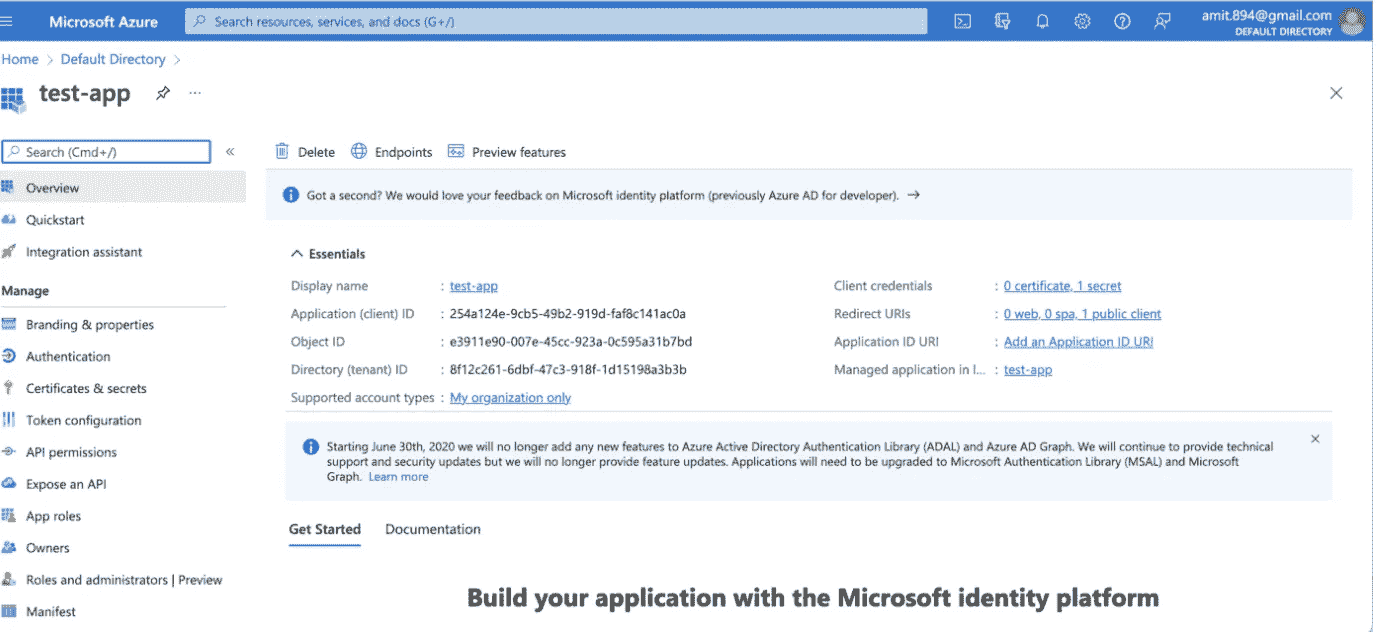 Microsoft Azure
Search resources, services, and docs (G+/)
amit.894@gmail.com
DEFAULT DIRECTORY
Home > Default Directory >
test-app
...
Search (Cmd+/)
«
Delete
Endpoints
Preview features
Overview
Quickstart
Integration assistant
Manage
Branding & properties
Authentication
Certificates & secrets
Token configuration
API permissions
Expose an API
App roles
Owners
Roles and administrators | Preview
Manifest
Got a second? We would love your feedback on Microsoft identity platform (previously Azure AD for developer). →
Essentials
Display name : test-app
Application (client) ID : 254a124e-9cb5-49b2-919d-faf8c141ac0a
Object ID : e3911e90-007e-45cc-923a-0c595a31b7bd
Directory (tenant) ID : 8f12c261-6dbf-47c3-918f-1d15198a3b3b
Supported account types : My organization only
Client credentials : 0 certificate, 1 secret
Redirect URIs : 0 web, 0 spa, 1 public client
Application ID URI : Add an Application ID URI
Managed application in l... : test-app
Starting June 30th, 2020 we will no longer add any new features to Azure Active Directory Authentication Library (ADAL) and Azure AD Graph. We will continue to provide technical
support and security updates but we will no longer provide feature updates. Applications will need to be upgraded to Microsoft Authentication Library (MSAL) and Microsoft
Graph. Learn more
Get Started
Documentation
Build your application with the Microsoft identity platform